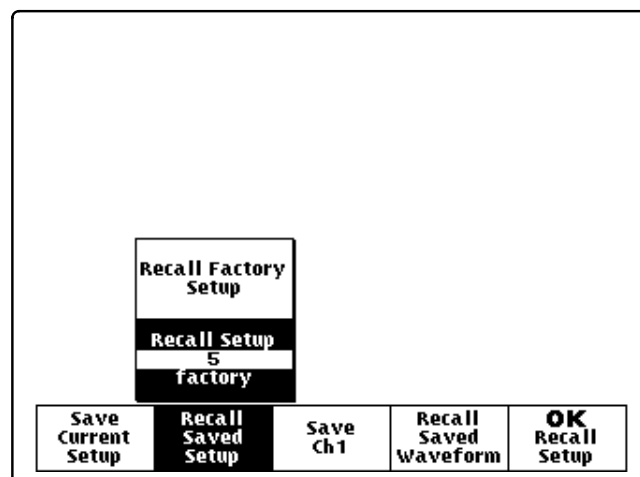 Recall Factory
Setup
Recall Setup
5
factory
Save
Current
Setup
Recall
Saved
Setup
Save
Ch1
Recall
Saved
Waveform
OK
Recall
Setup